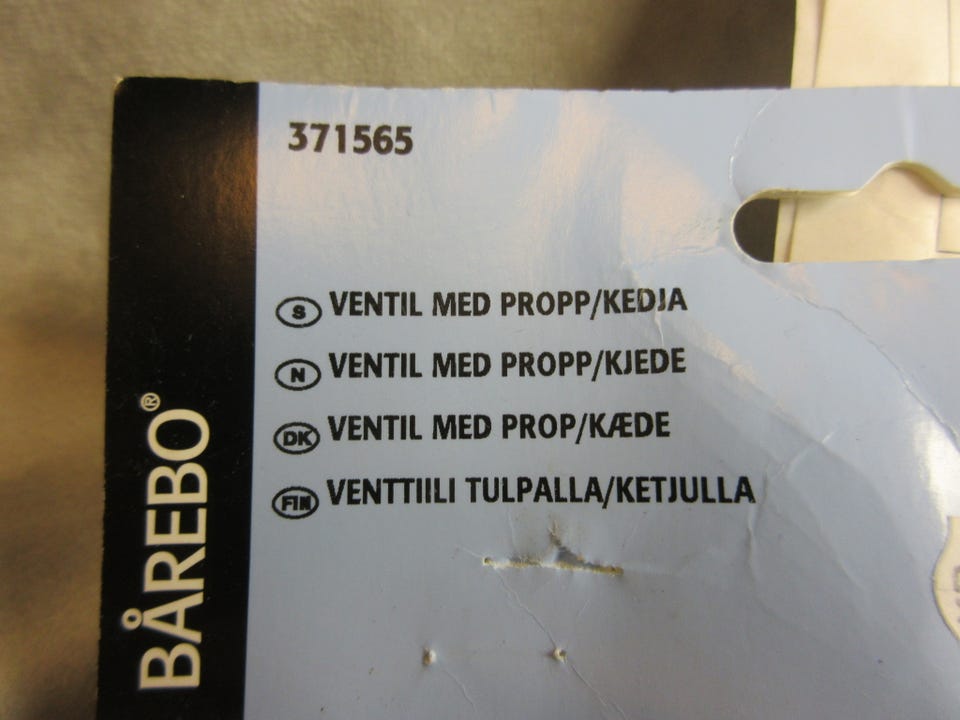 371565
S VENTIL MED PROPP/KEDJA
N VENTIL MED PROPP/KJEDE
DK VENTIL MED PROP/KÆDE
FIN VENTTIILI TULPALLA/KETJULLA
BÅREBO®